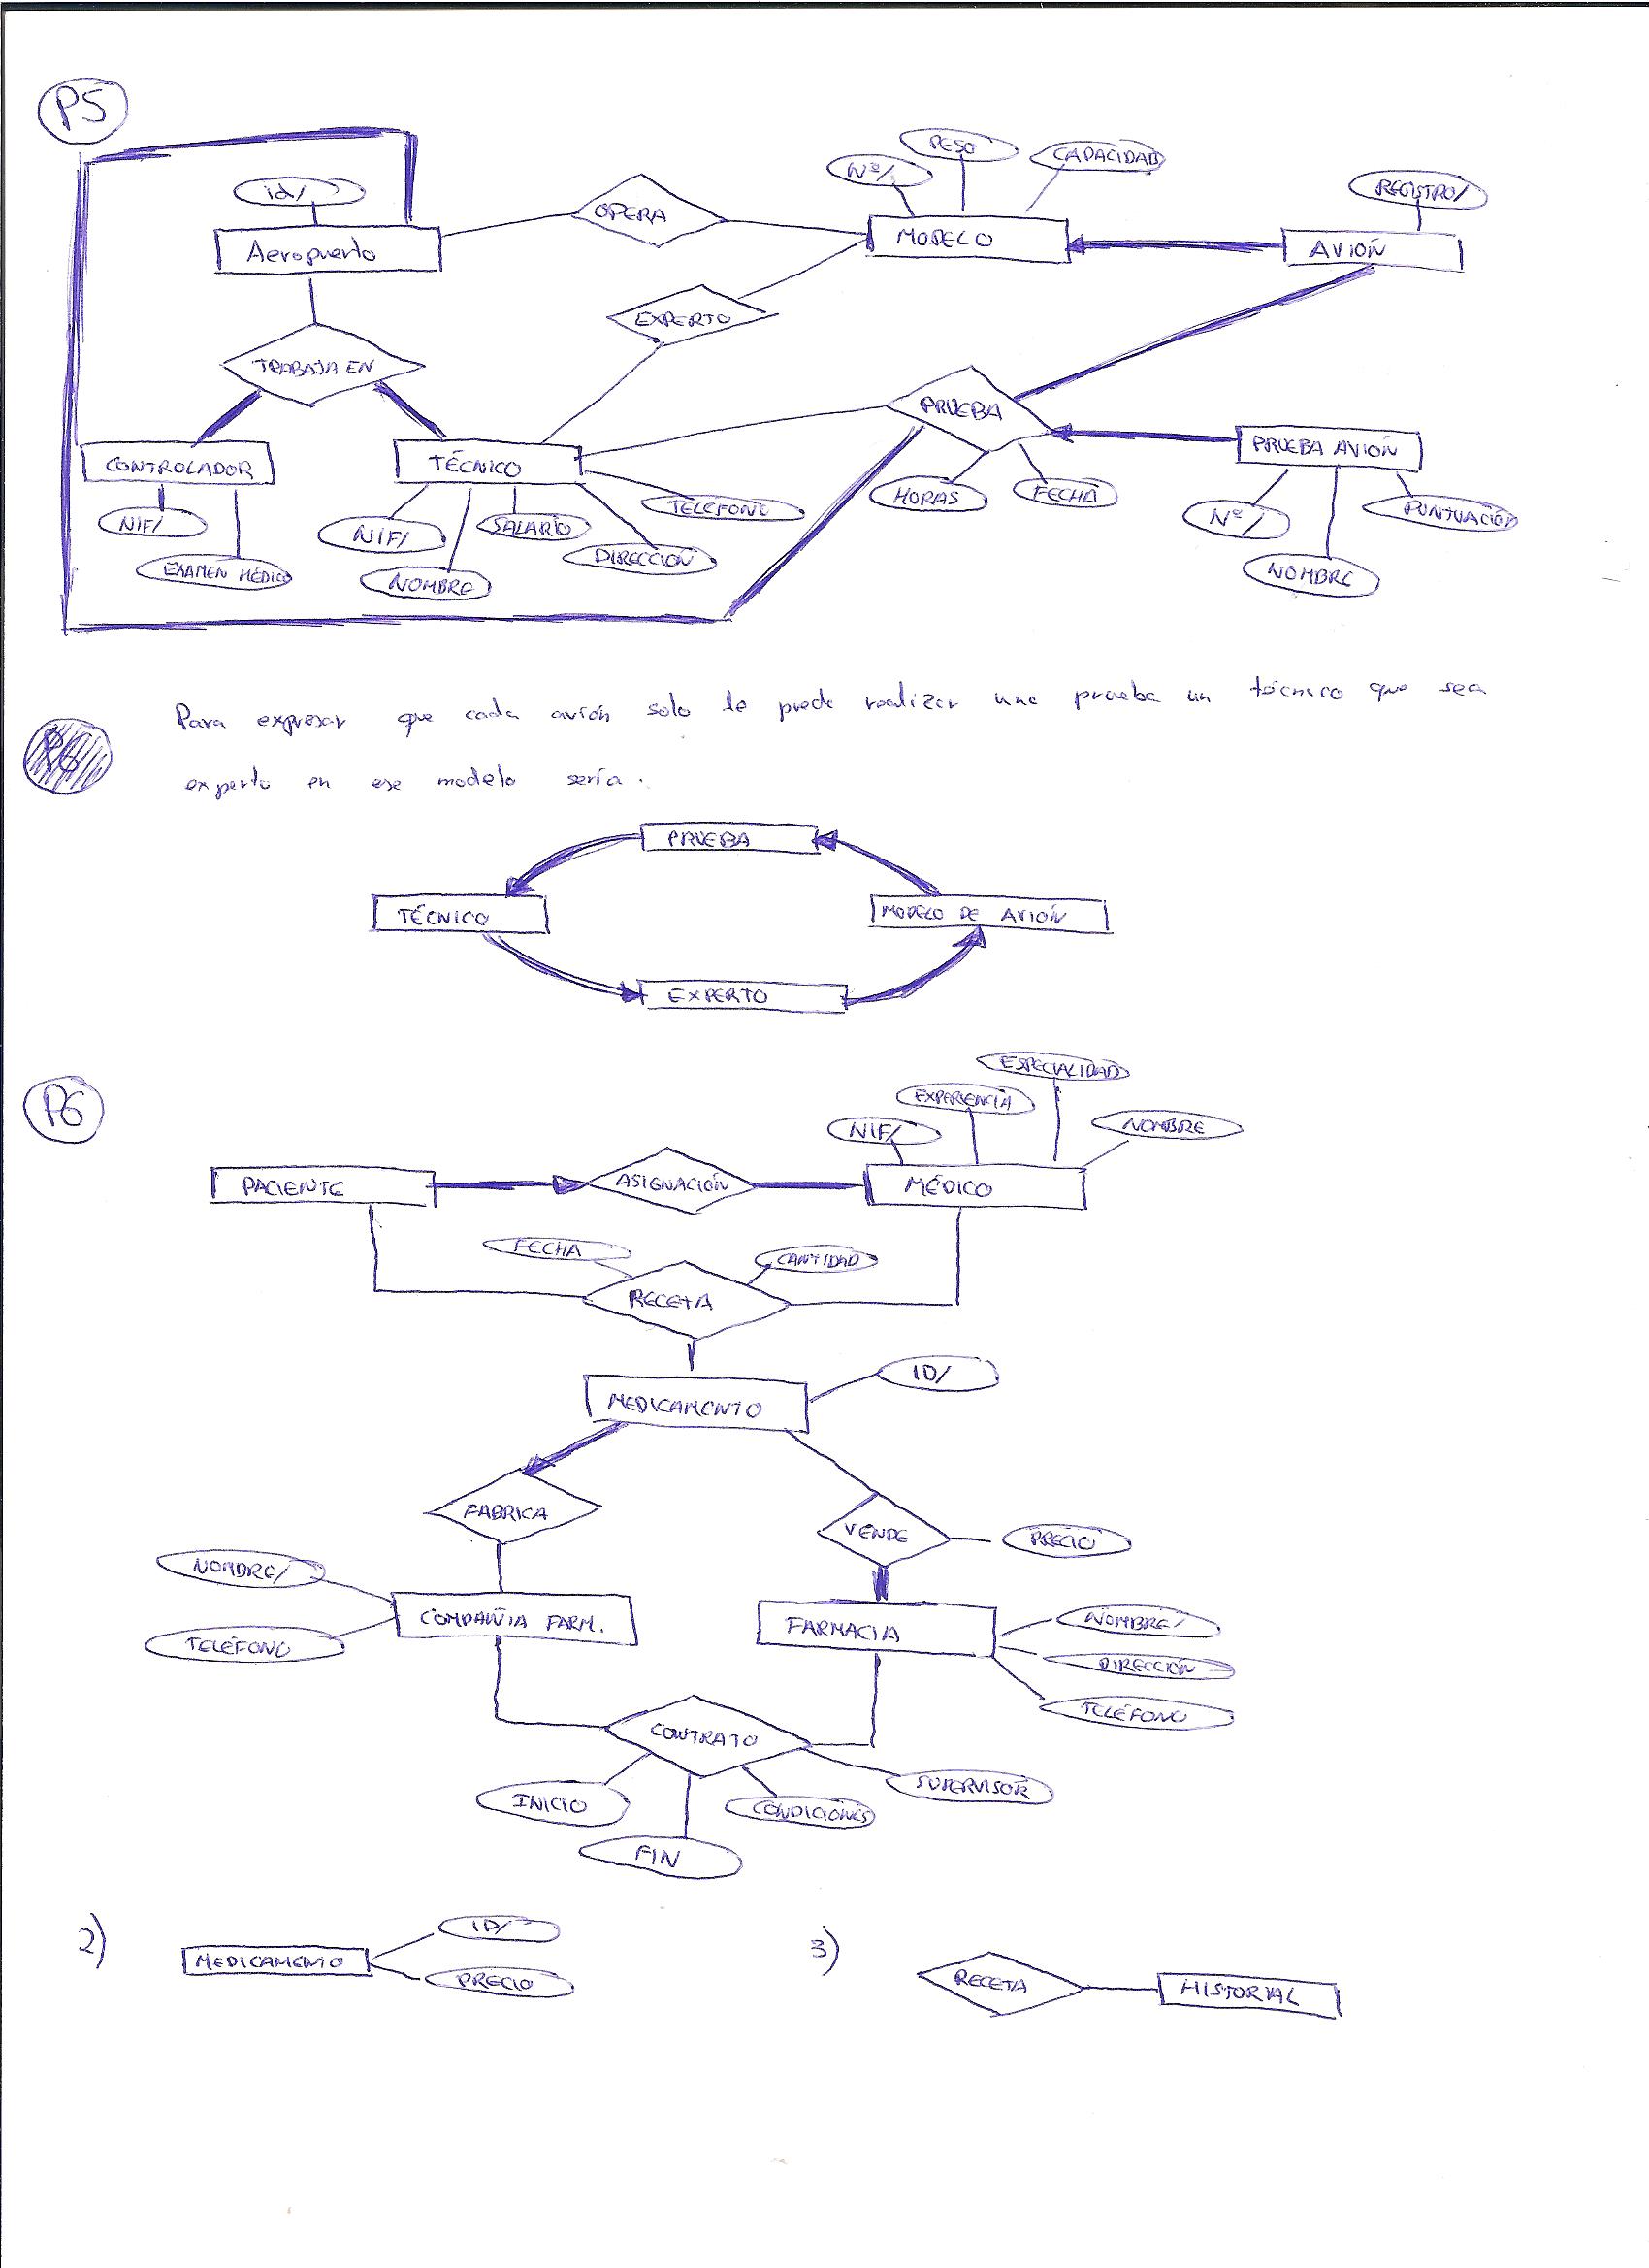 P5
PESO
Nº/
CAPACIDAD
REGISTRO/
id/
OPERA
MODELO
AVIÓN
Aeropuerto
EXPERTO
TRABAJA EN
PRUEBA
CONTROLADOR
TÉCNICO
PRUEBA AVIÓN
HORAS
FECHA
TELEFONO
NIF/
NIF/
SALARIO
Nº/
PUNTUACIÓN
EXAMEN MÉDICO
NOMBRE
DIRECCIÓN
NOMBRE
Para expresar que cada avión solo le puede realizar una prueba un técnico que sea
P6
experto en ese modelo sería.
PRUEBA
TÉCNICO
MODELO DE AVIÓN
EXPERTO
P6
ESPECIALIDAD
EXPERIENCIA
NIF/
NOMBRE
PACIENTE
ASIGNACIÓN
MÉDICO
FECHA
CANTIDAD
RECETA
ID/
MEDICAMENTO
FABRICA
VENDE
PRECIO
NOMBRE/
COMPAÑIA FARM.
FARMACIA
NOMBRE/
TELÉFONO
DIRECCIÓN
TELÉFONO
CONTRATO
INICIO
CONDICIONES
SUPERVISOR
FIN
2)
ID/
MEDICAMENTO
PRECIO
3)
RECETA
HISTORIAL